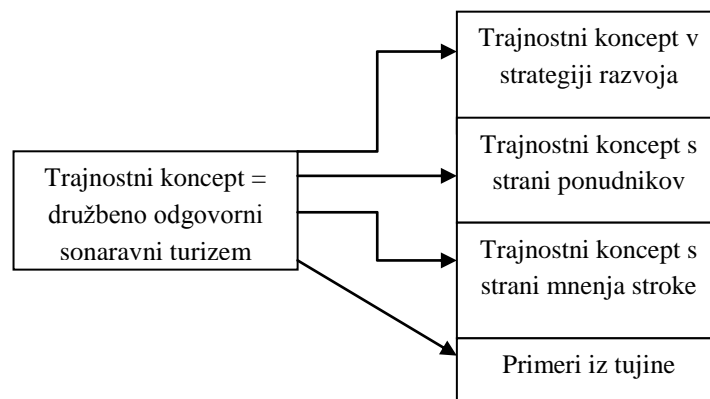 Trajnostni koncept =
družbeno odgovorni
sonaravni turizem
Trajnostni koncept v
strategiji razvoja
Trajnostni koncept s
strani ponudnikov
Trajnostni koncept s
strani mnenja stroke
Primeri iz tujine